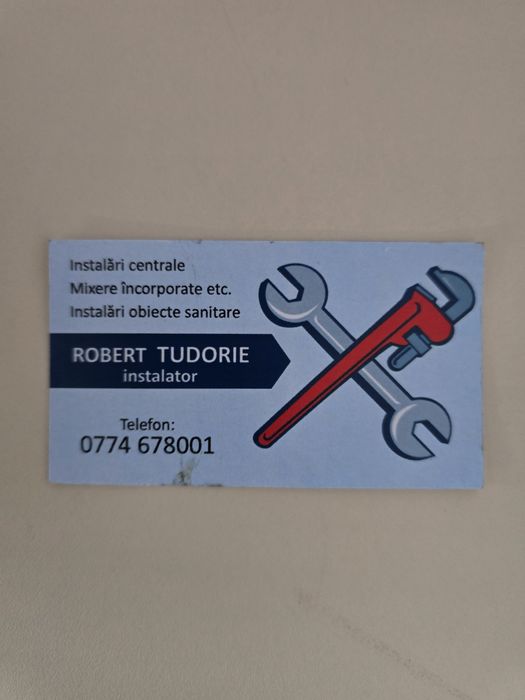 Instalări centrale
Mixere încorporate etc.
Instalări obiecte sanitare
ROBERT TUDORIE
instalator
Telefon:
0774 678001